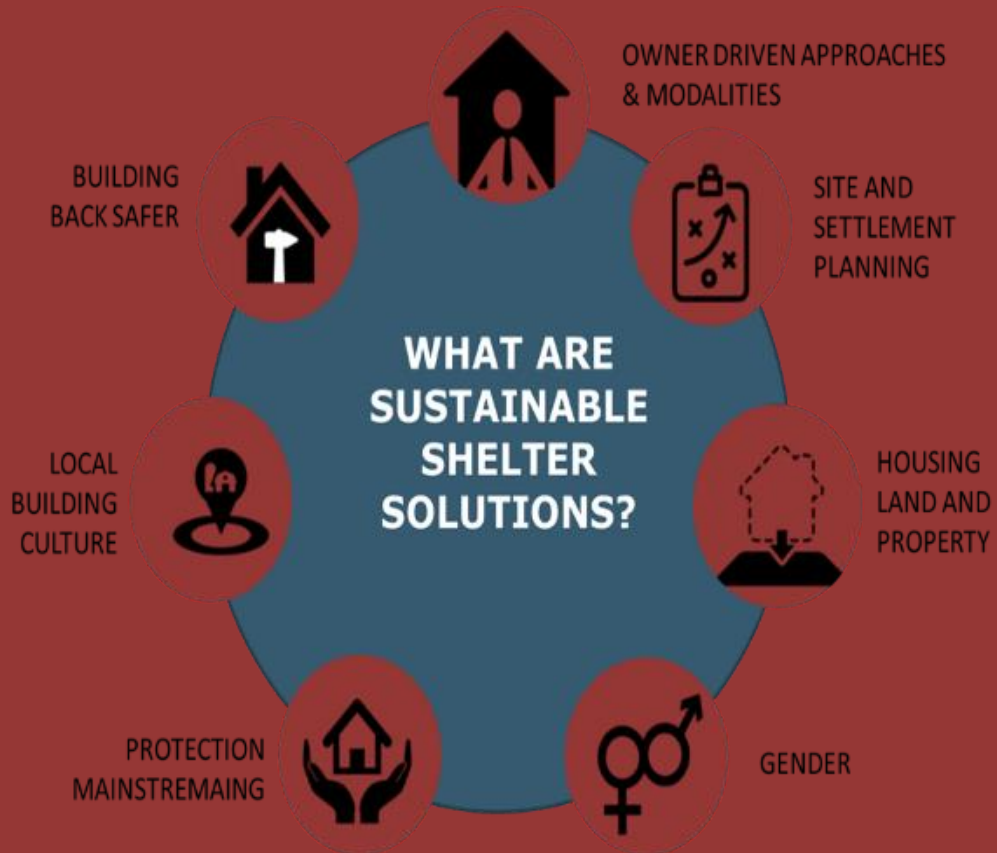 OWNER DRIVEN APPROACHES
& MODALITIES
SITE AND
SETTLEMENT
PLANNING
HOUSING
LAND AND
PROPERTY
GENDER
PROTECTION
MAINSTREMAING
LOCAL
BUILDING
CULTURE
BUILDING
BACK SAFER
WHAT ARE
SUSTAINABLE
SHELTER
SOLUTIONS?